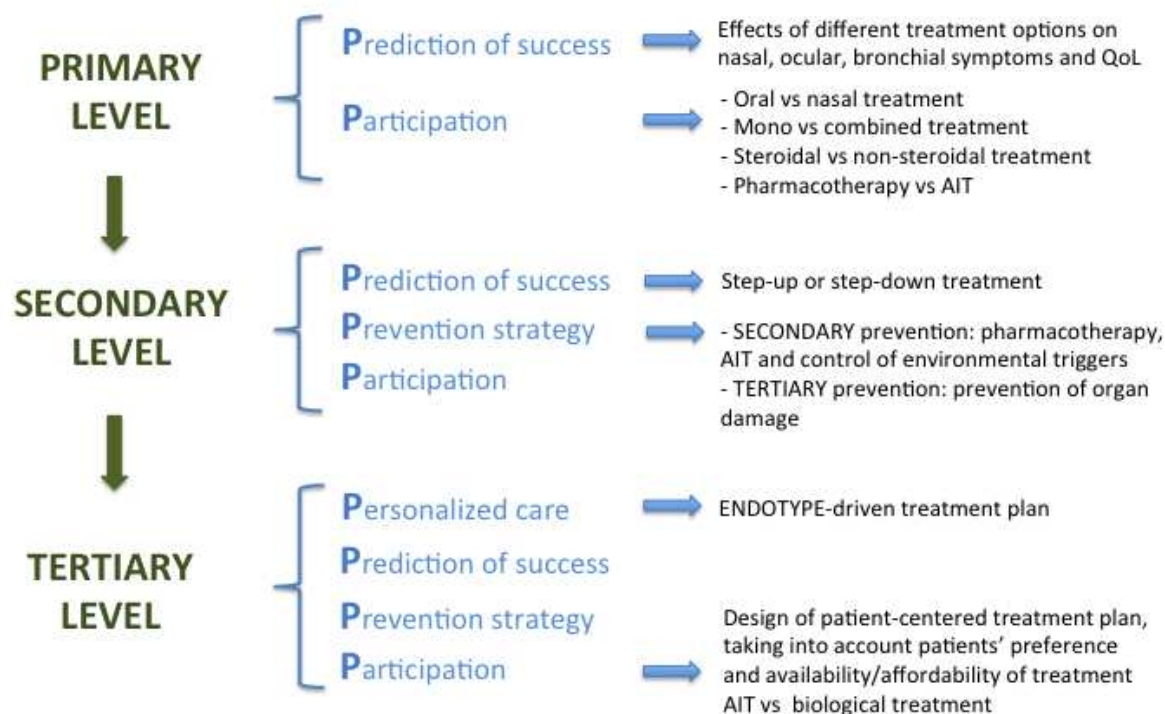 PRIMARY
LEVEL
Prediction of success
Effects of different treatment options on
nasal, ocular, bronchial symptoms and QoL
Participation
- Oral vs nasal treatment
- Mono vs combined treatment
- Steroidal vs non-steroidal treatment
- Pharmacotherapy vs AIT
SECONDARY
LEVEL
Prediction of success
Step-up or step-down treatment
Prevention strategy
- SECONDARY prevention: pharmacotherapy,
AIT and control of environmental triggers
- TERTIARY prevention: prevention of organ
damage
Participation
TERTIARY
LEVEL
Personalized care
ENDOTYPE-driven treatment plan
Prediction of success
Prevention strategy
Participation
Design of patient-centered treatment plan,
taking into account patients' preference
and availability/affordability of treatment
AIT vs biological treatment